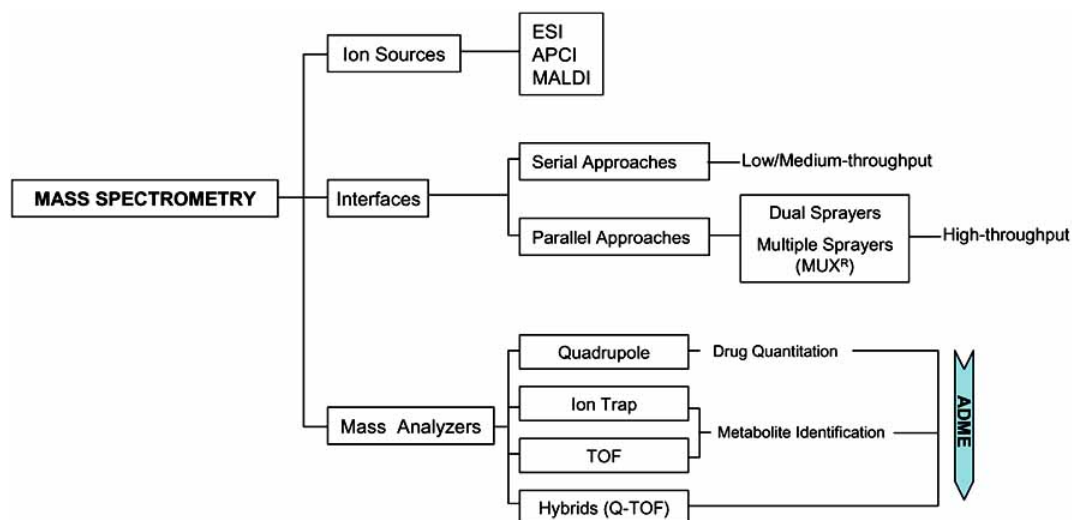 ESI
APCI
MALDI
Ion Sources
MASS SPECTROMETRY
Interfaces
Serial Approaches
Low/Medium-throughput
Parallel Approaches
Dual Sprayers
Multiple Sprayers
(MUXᴿ)
High-throughput
Mass Analyzers
Quadrupole
Drug Quantitation
Ion Trap
TOF
Metabolite Identification
Hybrids (Q-TOF)
ADME